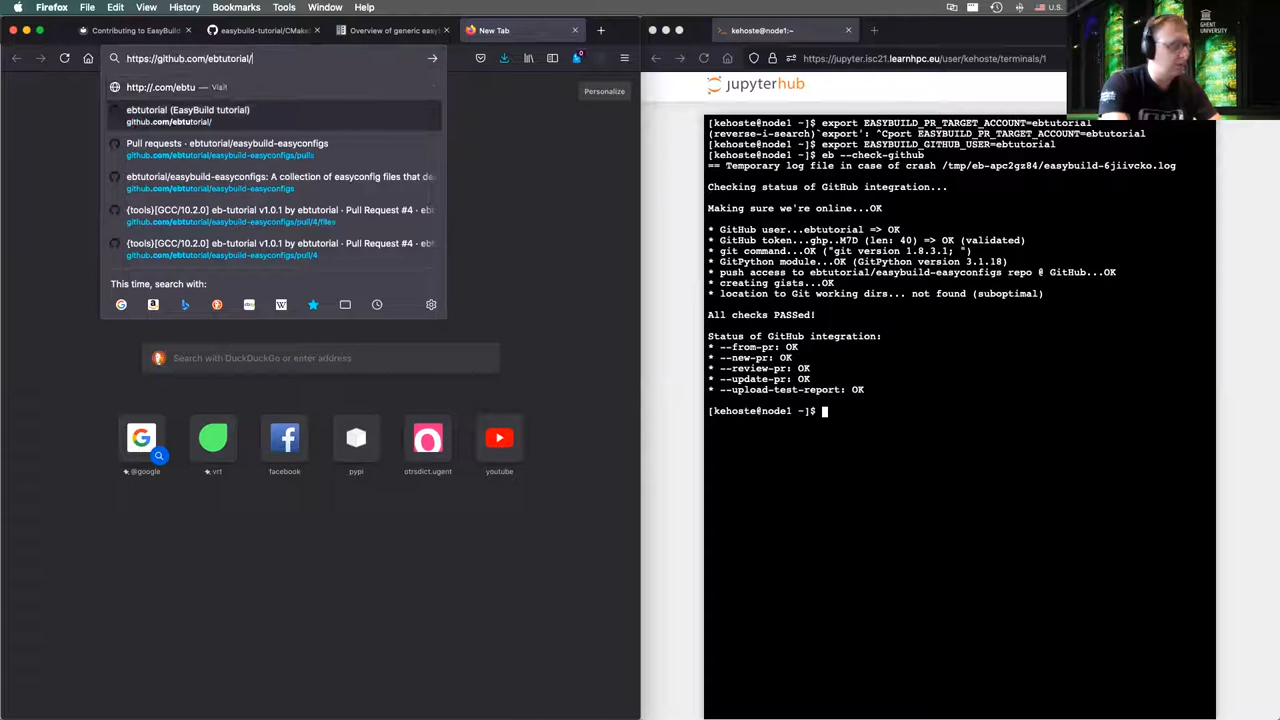 Firefox File Edit View History Bookmarks Tools Window Help
U.S.
GHENT
UNIVERSITY
Contributing to EasyBuild
easybuild-tutorial/CMake
Overview of generic easyb
New Tab
kehoste@node1:~
https://github.com/ebtutorial/
https://jupyter.isc21.learnhpc.eu/user/kehoste/terminals/1
http://.com/ebtu — Visit
ebtutorial (EasyBuild tutorial)
github.com/ebtutorial/
Pull requests · ebtutorial/easybuild-easyconfigs
github.com/ebtutorial/easybuild-easyconfigs/pulls
ebtutorial/easybuild-easyconfigs: A collection of easyconfig files that de
github.com/ebtutorial/easybuild-easyconfigs
{tools}[GCC/10.2.0] eb-tutorial v1.0.1 by ebtutorial · Pull Request #4 · ebt
github.com/ebtutorial/easybuild-easyconfigs/pull/4/files
{tools}[GCC/10.2.0] eb-tutorial v1.0.1 by ebtutorial · Pull Request #4 · ebt
github.com/ebtutorial/easybuild-easyconfigs/pull/4
This time, search with:
Personalize
Search with DuckDuckGo or enter address
@google
vrt
facebook
pypi
otrsdict.ugent
youtube
jupyterhub
[kehoste@node1 ~]$ export EASYBUILD_PR_TARGET_ACCOUNT=ebtutorial
(reverse-i-search)`export': ^Cport EASYBUILD_PR_TARGET_ACCOUNT=ebtutorial
[kehoste@node1 ~]$ export EASYBUILD_GITHUB_USER=ebtutorial
[kehoste@node1 ~]$ eb --check-github
== Temporary log file in case of crash /tmp/eb-apc2gz84/easybuild-6jiivcko.log
Checking status of GitHub integration...
Making sure we're online...OK
* GitHub user...ebtutorial => OK
* GitHub token...ghp..M7D (len: 40) => OK (validated)
* git command...OK ("git version 1.8.3.1; ")
* GitPython module...OK (GitPython version 3.1.18)
* push access to ebtutorial/easybuild-easyconfigs repo @ GitHub...OK
* creating gists...OK
* location to Git working dirs... not found (suboptimal)
All checks PASSed!
Status of GitHub integration:
* --from-pr: OK
* --new-pr: OK
* --review-pr: OK
* --update-pr: OK
* --upload-test-report: OK
[kehoste@node1 ~]$